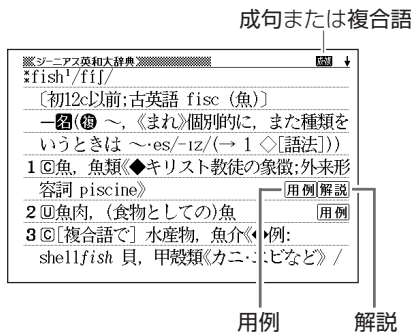 成句または複合語
ジーニアス英和大辞典
*fish¹/fíʃ/
〔初12c以前;古英語 fisc (魚)〕
―名(複 ～, 《まれ》個別的に, また種類を
いうときは ～·es/-ɪz/(→ 1 ◇[語法]))
1 C魚, 魚類《◆キリスト教徒の象徴;外来形
容詞 piscine》 用例 解説
2 U魚肉, (食物としての)魚 用例
3 C[複合語で] 水産物, 魚介《◆例:
shellfish 貝, 甲殻類《カニ·エビなど》/
用例 解説